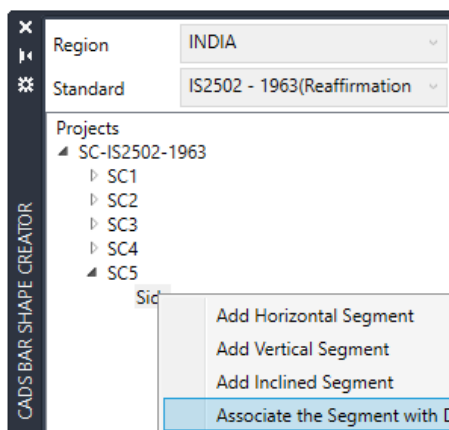 Region INDIA
Standard IS2502 - 1963(Reaffirmation
Projects
SC-IS2502-1963
SC1
SC2
SC3
SC4
SC5
Add Horizontal Segment
Add Vertical Segment
Add Inclined Segment
Associate the Segment with
CADS BAR SHAPE CREATOR